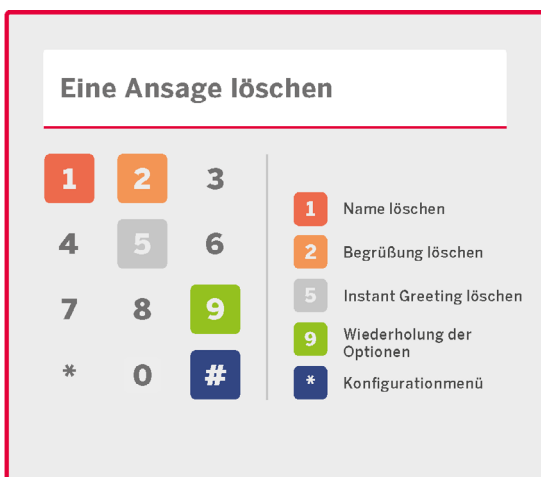 Eine Ansage löschen
1 2 3
4 5 6
7 8 9
* 0 #
1 Name löschen
2 Begrüßung löschen
5 Instant Greeting löschen
9 Wiederholung der
Optionen
* Konfigurationmenü